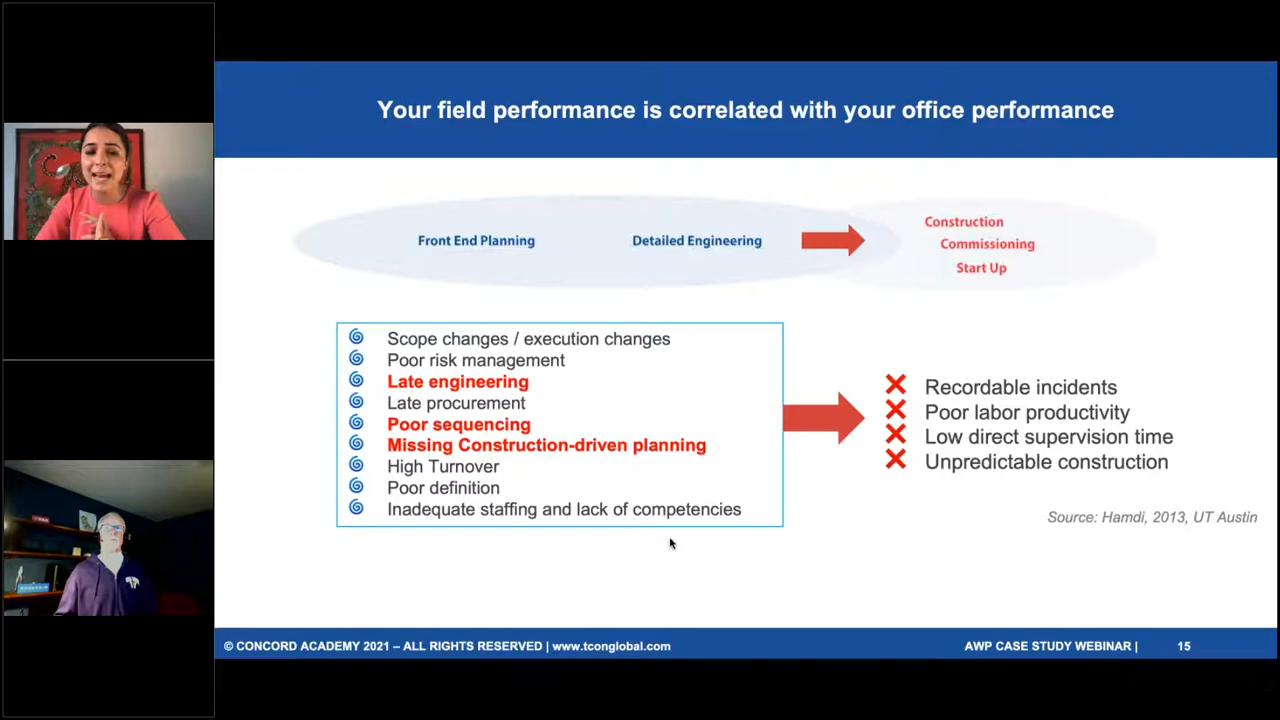 Your field performance is correlated with your office performance
Front End Planning
Detailed Engineering
Construction
Commissioning
Start Up
Scope changes / execution changes
Poor risk management
Late engineering
Late procurement
Poor sequencing
Missing Construction-driven planning
High Turnover
Poor definition
Inadequate staffing and lack of competencies
Recordable incidents
Poor labor productivity
Low direct supervision time
Unpredictable construction
Source: Hamdi, 2013, UT Austin
© CONCORD ACADEMY 2021 – ALL RIGHTS RESERVED | www.tconglobal.com
AWP CASE STUDY WEBINAR |
15